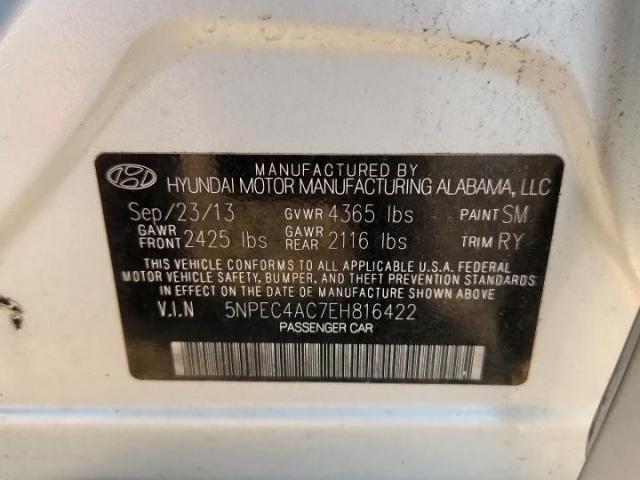 MANUFACTURED BY
HYUNDAI MOTOR MANUFACTURING ALABAMA, LLC
Sep/23/13 GVWR 4365 lbs PAINT SM
GAWR FRONT 2425 lbs GAWR REAR 2116 lbs TRIM RY
THIS VEHICLE CONFORMS TO ALL APPLICABLE U.S.A. FEDERAL
MOTOR VEHICLE SAFETY, BUMPER, AND THEFT PREVENTION
STANDARDS IN EFFECT ON THE
DATE OF MANUFACTURE SHOWN ABOVE
V.I.N 5NPEC4AC7EH816422
PASSENGER CAR